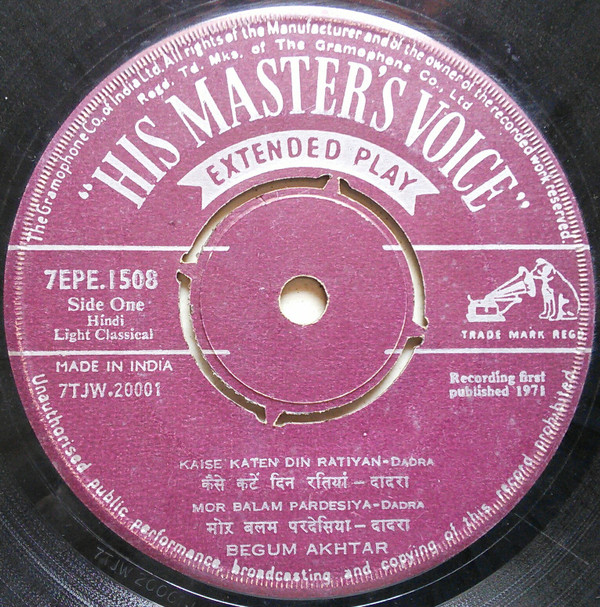 The Gramophone Co. of India Ltd. All rights of the Manufacturer and of the owner of the recorded work reserved.
Regd. Td. Mks. of The Gramophone Co., Ltd
"HIS MASTER'S VOICE"
EXTENDED PLAY
7EPE.1508
Side One
Hindi
Light Classical
TRADE MARK REGD
MADE IN INDIA
7TJW.20001
Recording first
published 1971
KAISE KATEN DIN RATIYAN-DADRA
कैसे कटें दिन रतियाँ — दादरा
MOR BALAM PARDESIYA-DADRA
मोर बलम परदेसिया — दादरा
BEGUM AKHTAR
Unauthorised public performance, broadcasting and copying of this record prohibited.